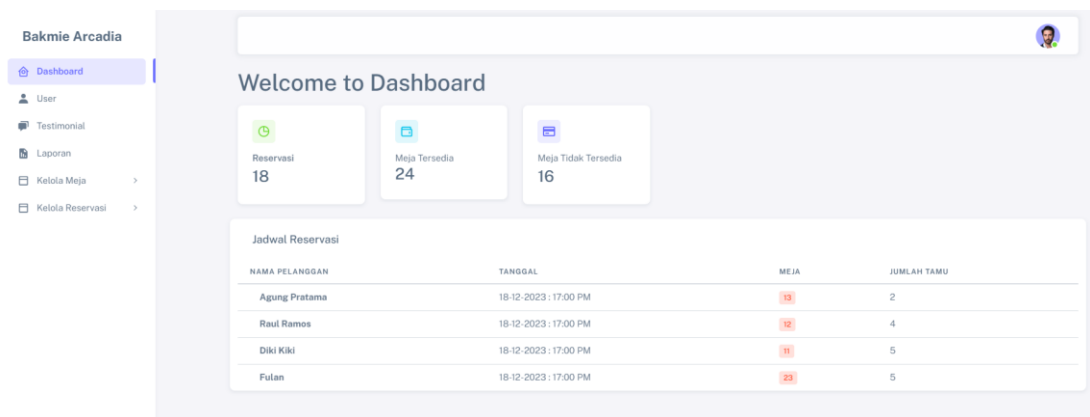 Bakmie Arcadia
Dashboard
User
Testimonial
Laporan
Kelola Meja
Kelola Reservasi
Welcome to Dashboard
Reservasi
18
Meja Tersedia
24
Meja Tidak Tersedia
16
Jadwal Reservasi
NAMA PELANGGAN TANGGAL MEJA JUMLAH TAMU
Agung Pratama 18-12-2023 : 17:00 PM 13 2
Raul Ramos 18-12-2023 : 17:00 PM 12 4
Diki Kiki 18-12-2023 : 17:00 PM 11 5
Fulan 18-12-2023 : 17:00 PM 23 5